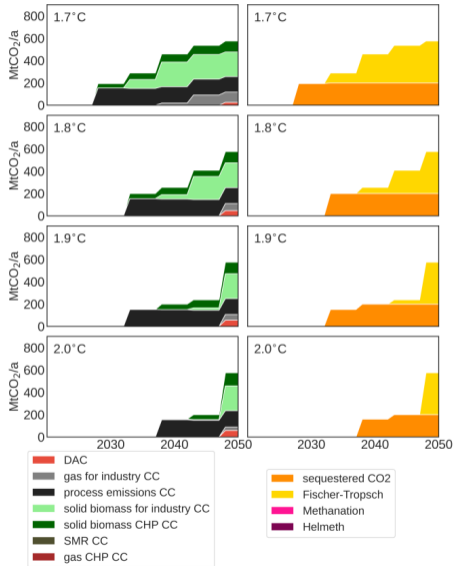 800
600
400
200
0
MtCO₂/a
1.7°C
1.7°C
800
600
400
200
0
MtCO₂/a
1.8°C
1.8°C
800
600
400
200
0
MtCO₂/a
1.9°C
1.9°C
800
600
400
200
0
MtCO₂/a
2.0°C
2.0°C
2030 2040 2050
2030 2040 2050
DAC
gas for industry CC
process emissions CC
solid biomass for industry CC
solid biomass CHP CC
SMR CC
gas CHP CC
sequestered CO2
Fischer-Tropsch
Methanation
Helmeth